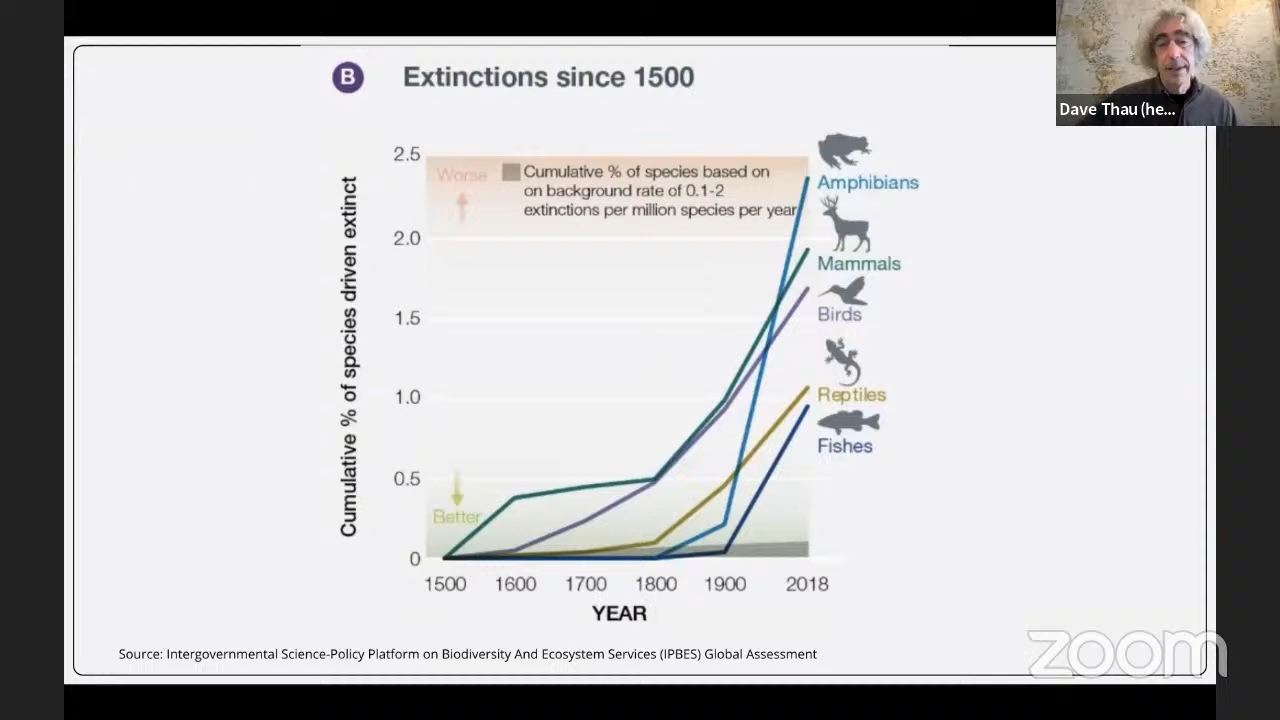 B Extinctions since 1500
Dave Thau (he...
2.5
2.0
1.5
1.0
0.5
0
Cumulative % of species driven extinct
Worse
Cumulative % of species based on
on background rate of 0.1-2
extinctions per million species per year
Better
Amphibians
Mammals
Birds
Reptiles
Fishes
1500 1600 1700 1800 1900 2018
YEAR
Source: Intergovernmental Science-Policy Platform on Biodiversity And Ecosystem Services (IPBES) Global Assessment
zoom